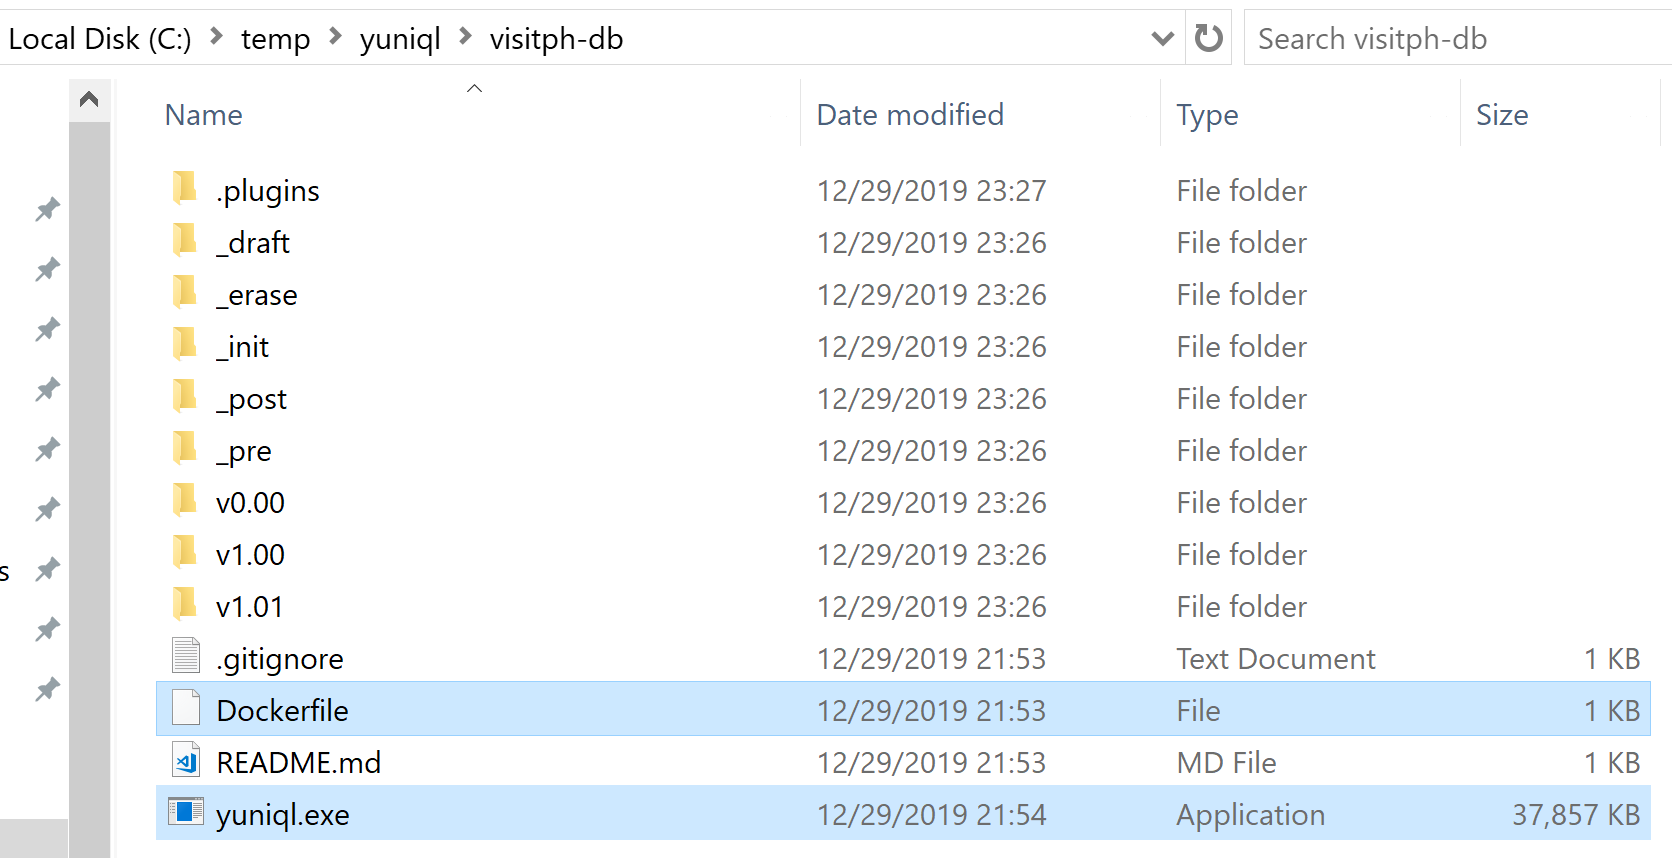 Local Disk (C:) temp yuniql visitph-db Search visitph-db
Name Date modified Type Size
.plugins 12/29/2019 23:27 File folder
_draft 12/29/2019 23:26 File folder
_erase 12/29/2019 23:26 File folder
_init 12/29/2019 23:26 File folder
_post 12/29/2019 23:26 File folder
_pre 12/29/2019 23:26 File folder
v0.00 12/29/2019 23:26 File folder
v1.00 12/29/2019 23:26 File folder
s
v1.01 12/29/2019 23:26 File folder
.gitignore 12/29/2019 21:53 Text Document 1 KB
Dockerfile 12/29/2019 21:53 File 1 KB
README.md 12/29/2019 21:53 MD File 1 KB
yuniql.exe 12/29/2019 21:54 Application 37,857 KB